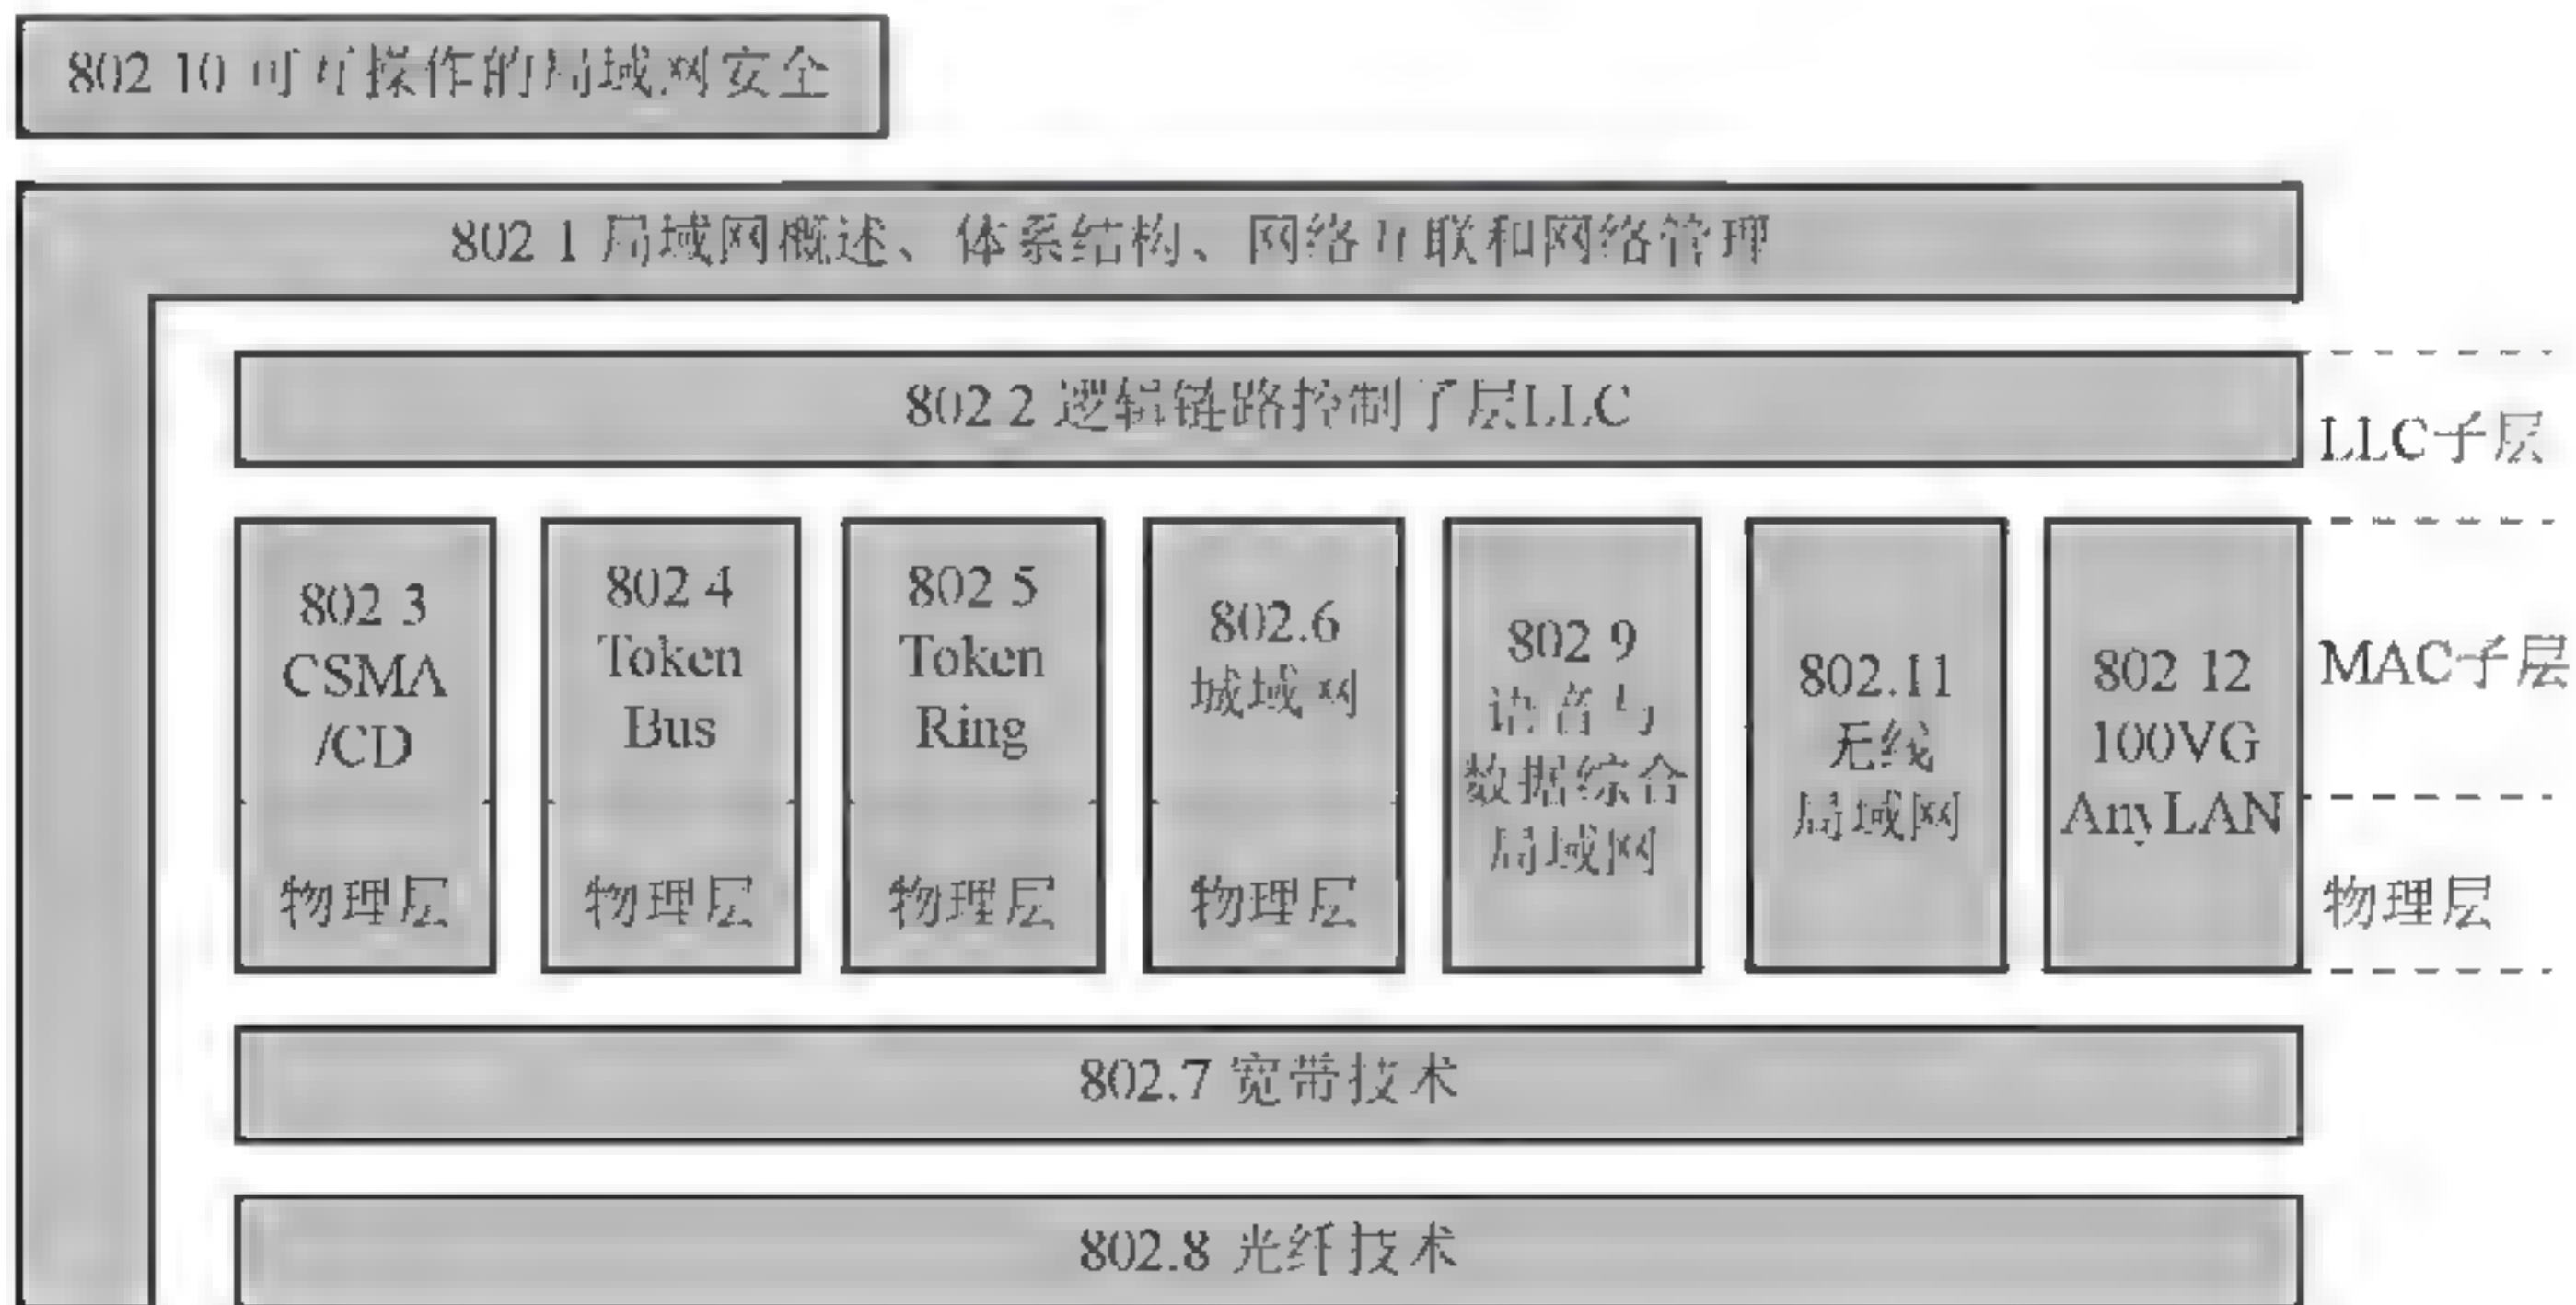 802.10 可互操作的局域网安全
802.1 局域网概述、体系结构、网络互联和网络管理
802.2 逻辑链路控制子层LLC
LLC子层
802.3
CSMA
/CD
物理层
802.4
Token
Bus
物理层
802.5
Token
Ring
物理层
802.6
城域网
物理层
802.9
语音与
数据综合
局域网
802.11
无线
局域网
802.12
100VG
AnyLAN
MAC子层
物理层
802.7 宽带技术
802.8 光纤技术